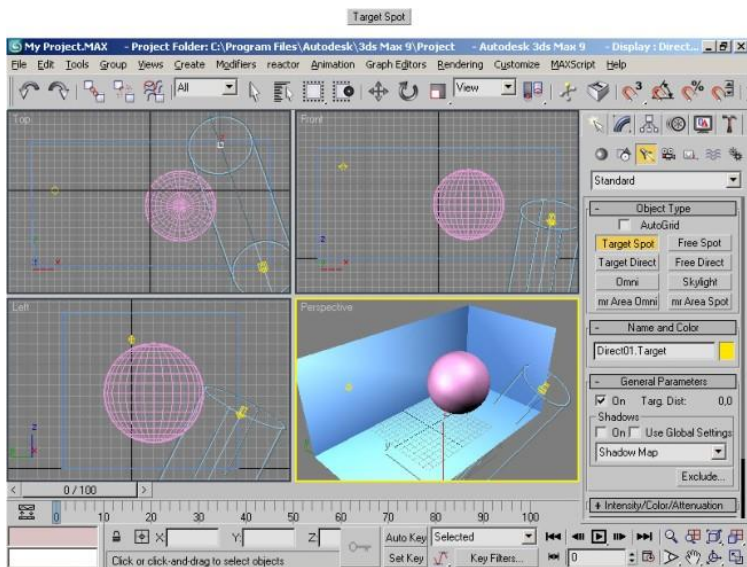 Target Spot
My Project.MAX - Project Folder: C:\Program Files\Autodesk\3ds Max 9\Project - Autodesk 3ds Max 9 - Display : Direct...
File Edit Tools Group Views Create Modifiers reactor Animation Graph Editors Rendering Customize MAXScript Help
All View 3 %
Top Front
Left Perspective
z x
z x
z
y
Standard
- Object Type
AutoGrid
Target Spot Free Spot
Target Direct Free Direct
Omni Skylight
mr Area Omni mr Area Spot
- Name and Color
Direct01.Target
- General Parameters
On Targ. Dist: 0,0
Shadows
On Use Global Settings
Shadow Map
Exclude...
+ Intensity/Color/Attenuation
< 0 / 100 >
0 10 20 30 40 50 60 70 80 90 100
X: Y: Z: Auto Key Selected
Click or click-and-drag to select objects Set Key Key Filters... 0